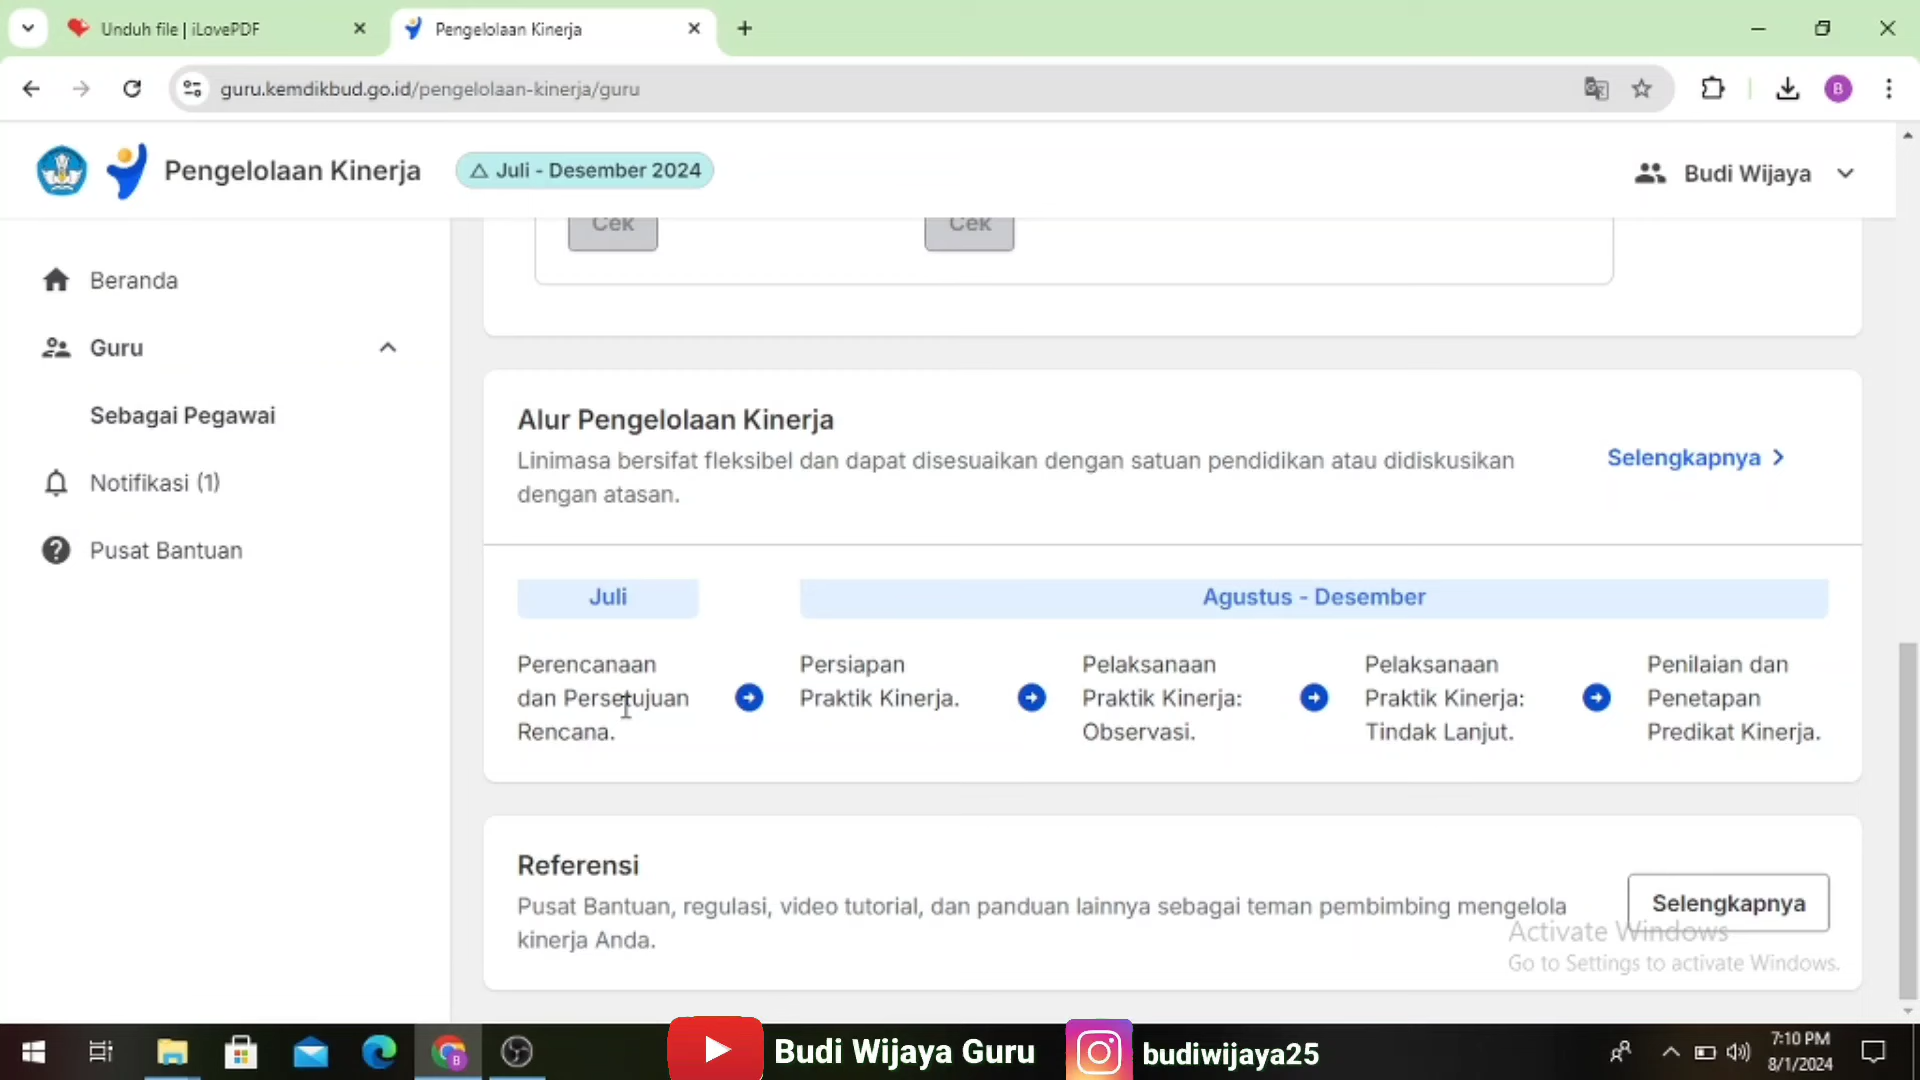 Unduh file | iLovePDF
Pengelolaan Kinerja
guru.kemdikbud.go.id/pengelolaan-kinerja/guru
B
Pengelolaan Kinerja
Juli - Desember 2024
Budi Wijaya
Cek
Cek
Beranda
Guru
Sebagai Pegawai
Notifikasi (1)
Pusat Bantuan
Alur Pengelolaan Kinerja
Linimasa bersifat fleksibel dan dapat disesuaikan dengan satuan pendidikan atau didiskusikan
dengan atasan.
Selengkapnya
Juli
Agustus - Desember
Perencanaan
dan Persetujuan
Rencana.
Persiapan
Praktik Kinerja.
Pelaksanaan
Praktik Kinerja:
Observasi.
Pelaksanaan
Praktik Kinerja:
Tindak Lanjut.
Penilaian dan
Penetapan
Predikat Kinerja.
Referensi
Pusat Bantuan, regulasi, video tutorial, dan panduan lainnya sebagai teman pembimbing mengelola
kinerja Anda.
Selengkapnya
Activate Windows
Go to Settings to activate Windows.
B
Budi Wijaya Guru
budiwijaya25
7:10 PM
8/1/2024